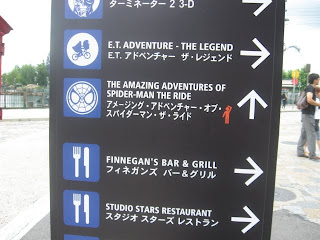 ターミネーター 2 3-D
E.T. ADVENTURE - THE LEGEND
E.T. アドベンチャー ザ・レジェンド
THE AMAZING ADVENTURES OF
SPIDER-MAN THE RIDE
アメージング・アドベンチャー・オブ・
スパイダーマン・ザ・ライド
FINNEGAN'S BAR & GRILL
フィネガンズ バー＆グリル
STUDIO STARS RESTAURANT
スタジオ スターズ レストラン